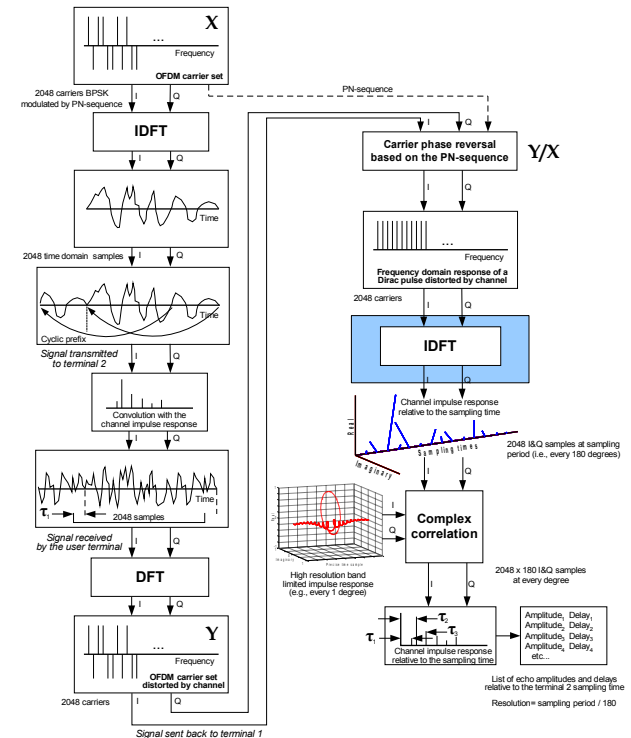 X
...
Frequency
OFDM carrier set
2048 carriers BPSK
modulated by PN-sequence
I
Q
IDFT
I
Q
Time
2048 time domain samples
I
Q
Time
Cyclic prefix
Signal transmitted
to terminal 2
I
Q
Convolution with the
channel impulse response
I
Q
Time
τ1
2048 samples
Signal received
by the user terminal
I
Q
DFT
I
Q
Y
...
Frequency
OFDM carrier set
distorted by channel
2048 carriers
I
Q
Signal sent back to terminal 1
PN-sequence
I
Q
Carrier phase reversal
based on the PN-sequence
Y/X
I
Q
...
Frequency
Frequency domain response of a
Dirac pulse distorted by channel
2048 carriers
I
Q
IDFT
I
Q
Channel impulse response
relative to the sampling time
Real
Imaginary
Sampling times
2048 I&Q samples at sampling
period (i.e., every 180 degrees)
I
Q
I
Q
Complex
correlation
High resolution band
limited impulse response
(e.g., every 1 degree)
2048 x 180 I&Q samples
at every degree
I
Q
τ2
τ1
τ3
Channel impulse response
relative to the sampling time
Amplitude1 Delay1
Amplitude2 Delay2
Amplitude3 Delay3
Amplitude4 Delay4
etc...
List of echo amplitudes and delays
relative to the terminal 2 sampling time
Resolution= sampling period / 180